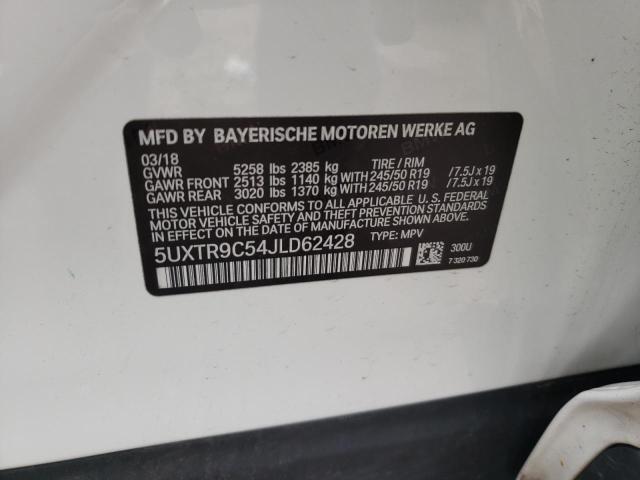 MFD BY BAYERISCHE MOTOREN WERKE AG
03/18
GVWR 5258 lbs 2385 kg TIRE / RIM
GAWR FRONT 2513 lbs 1140 kg WITH 245/50 R19 / 7.5J x 19
GAWR REAR 3020 lbs 1370 kg WITH 245/50 R19 / 7.5J x 19
THIS VEHICLE CONFORMS TO ALL APPLICABLE U. S. FEDERAL
MOTOR VEHICLE SAFETY, BUMPER, AND THEFT PREVENTION STANDARDS
IN EFFECT ON THE DATE OF MANUFACTURE SHOWN ABOVE.
5UXTR9C54JLD62428 TYPE: MPV
300U
7 320 730